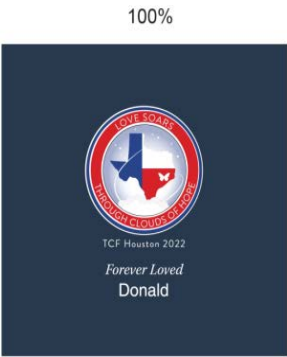 100%
LOVE SOARS
THROUGH CLOUDS OF HOPE
TCF Houston 2022
Forever Loved
Donald